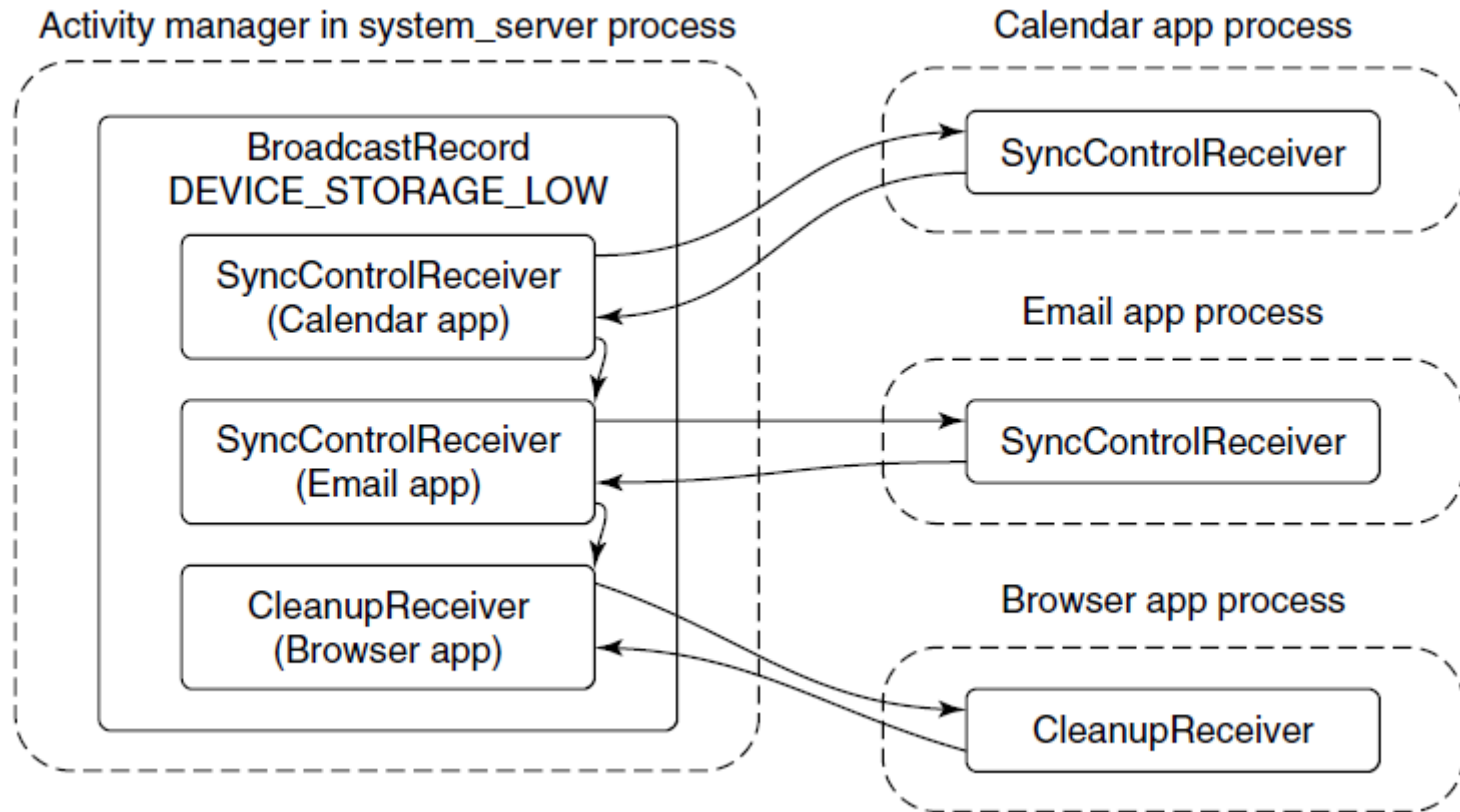 Activity manager in system_server process
BroadcastRecord
DEVICE_STORAGE_LOW
SyncControlReceiver
(Calendar app)
SyncControlReceiver
(Email app)
CleanupReceiver
(Browser app)
Calendar app process
SyncControlReceiver
Email app process
SyncControlReceiver
Browser app process
CleanupReceiver